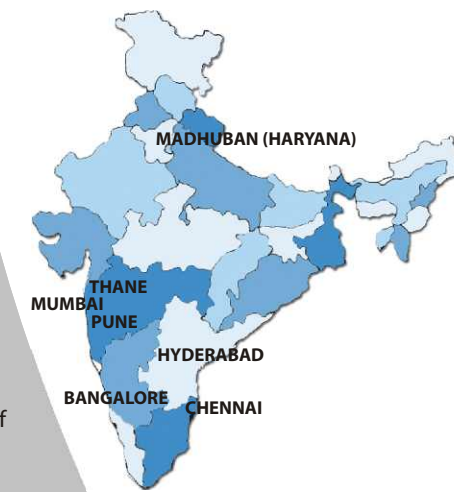 MADHUBAN (HARYANA)
THANE
MUMBAI
PUNE
HYDERABAD
BANGALORE
CHENNAI
f